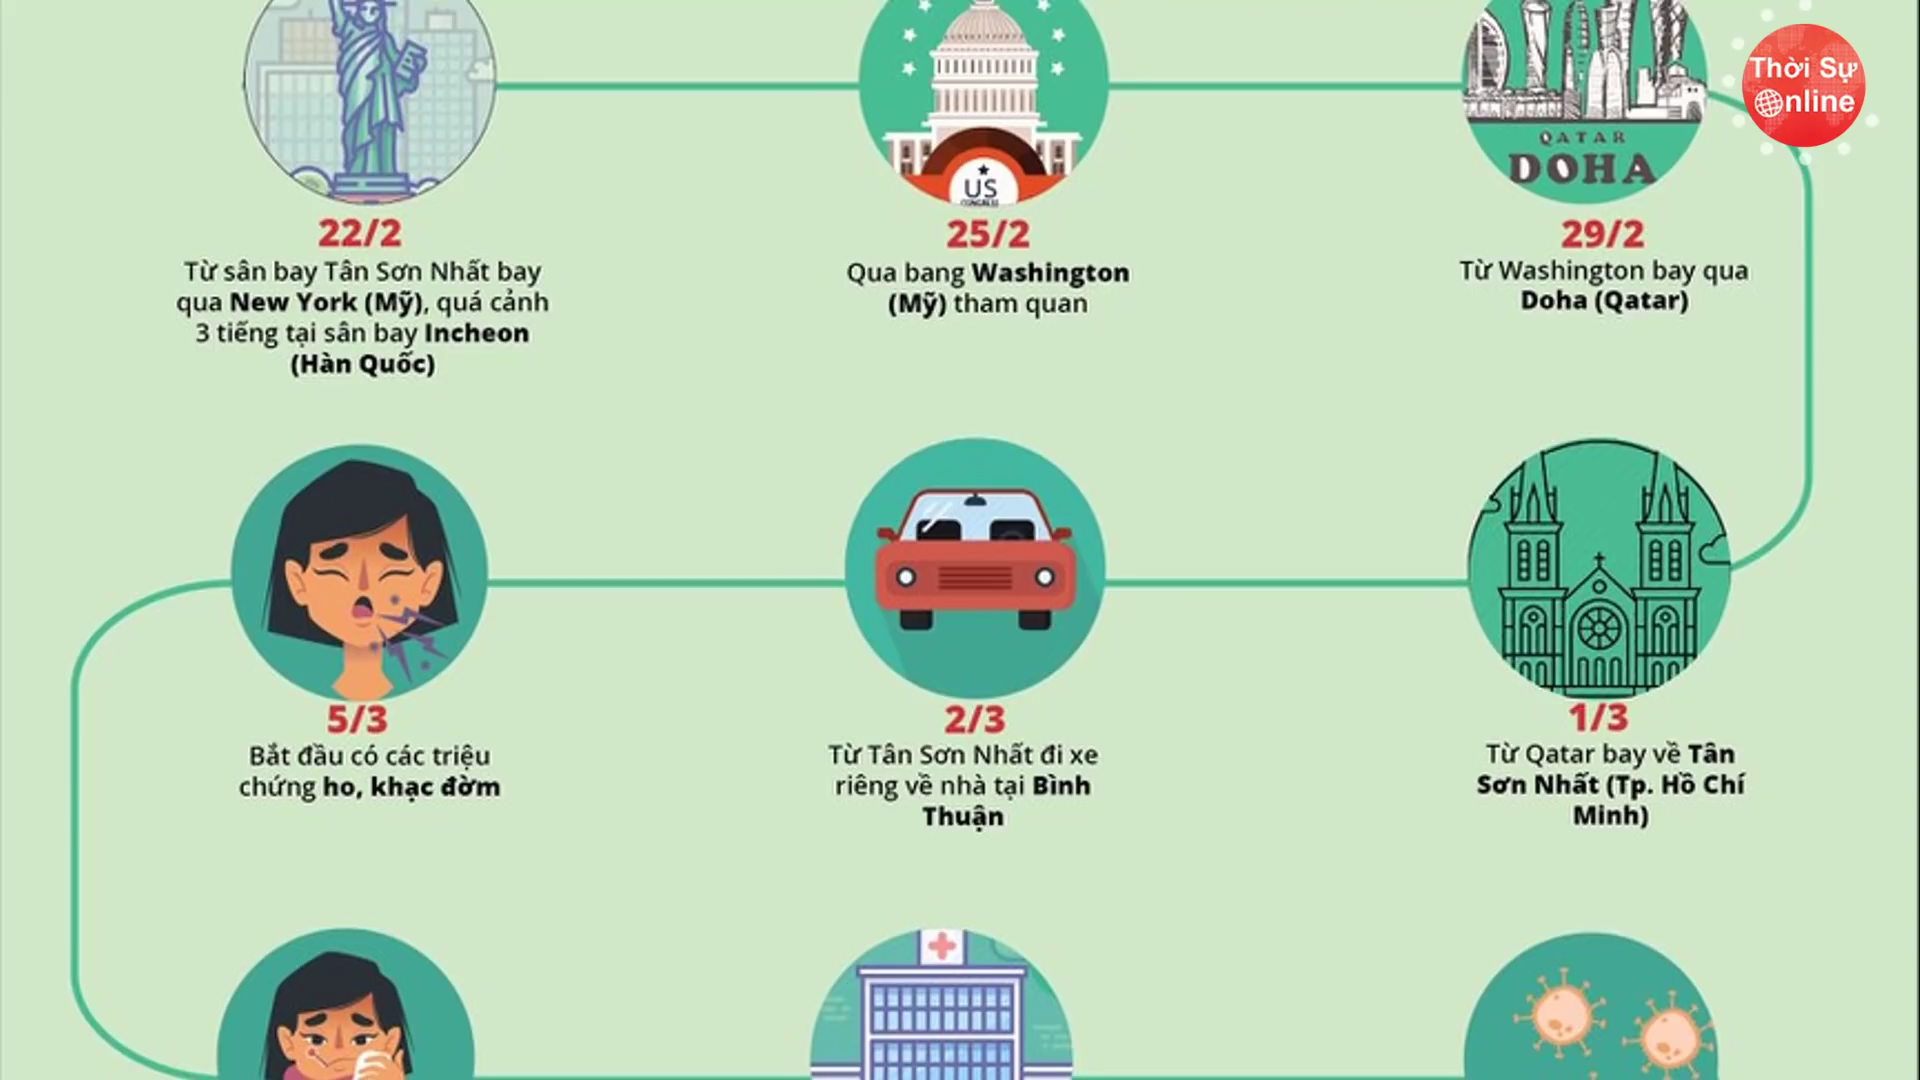 Thời Sự
Online
US
CONGRESS
QATAR
DOHA
22/2
Từ sân bay Tân Sơn Nhất bay
qua New York (Mỹ), quá cảnh
3 tiếng tại sân bay Incheon
(Hàn Quốc)
25/2
Qua bang Washington
(Mỹ) tham quan
29/2
Từ Washington bay qua
Doha (Qatar)
5/3
Bắt đầu có các triệu
chứng ho, khạc đờm
2/3
Từ Tân Sơn Nhất đi xe
riêng về nhà tại Bình
Thuận
1/3
Từ Qatar bay về Tân
Sơn Nhất (Tp. Hồ Chí
Minh)